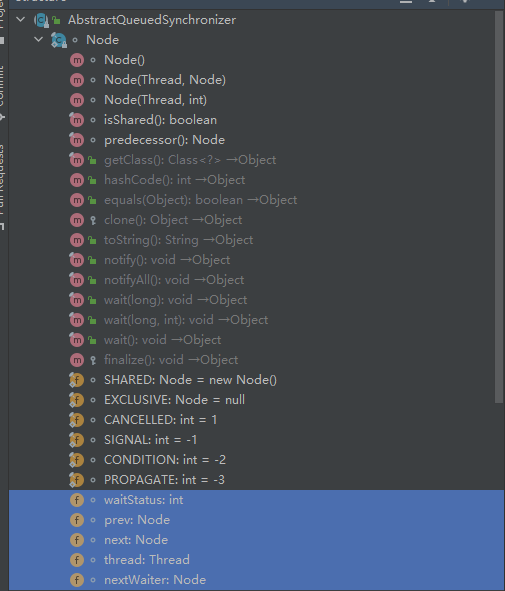 AbstractQueuedSynchronizer
Node
Node()
Node(Thread, Node)
Node(Thread, int)
isShared(): boolean
predecessor(): Node
getClass(): Class<?> →Object
hashCode(): int →Object
equals(Object): boolean →Object
clone(): Object →Object
toString(): String →Object
notify(): void →Object
notifyAll(): void →Object
wait(long): void →Object
wait(long, int): void →Object
wait(): void →Object
finalize(): void →Object
SHARED: Node = new Node()
EXCLUSIVE: Node = null
CANCELLED: int = 1
SIGNAL: int = -1
CONDITION: int = -2
PROPAGATE: int = -3
waitStatus: int
prev: Node
next: Node
thread: Thread
nextWaiter: Node